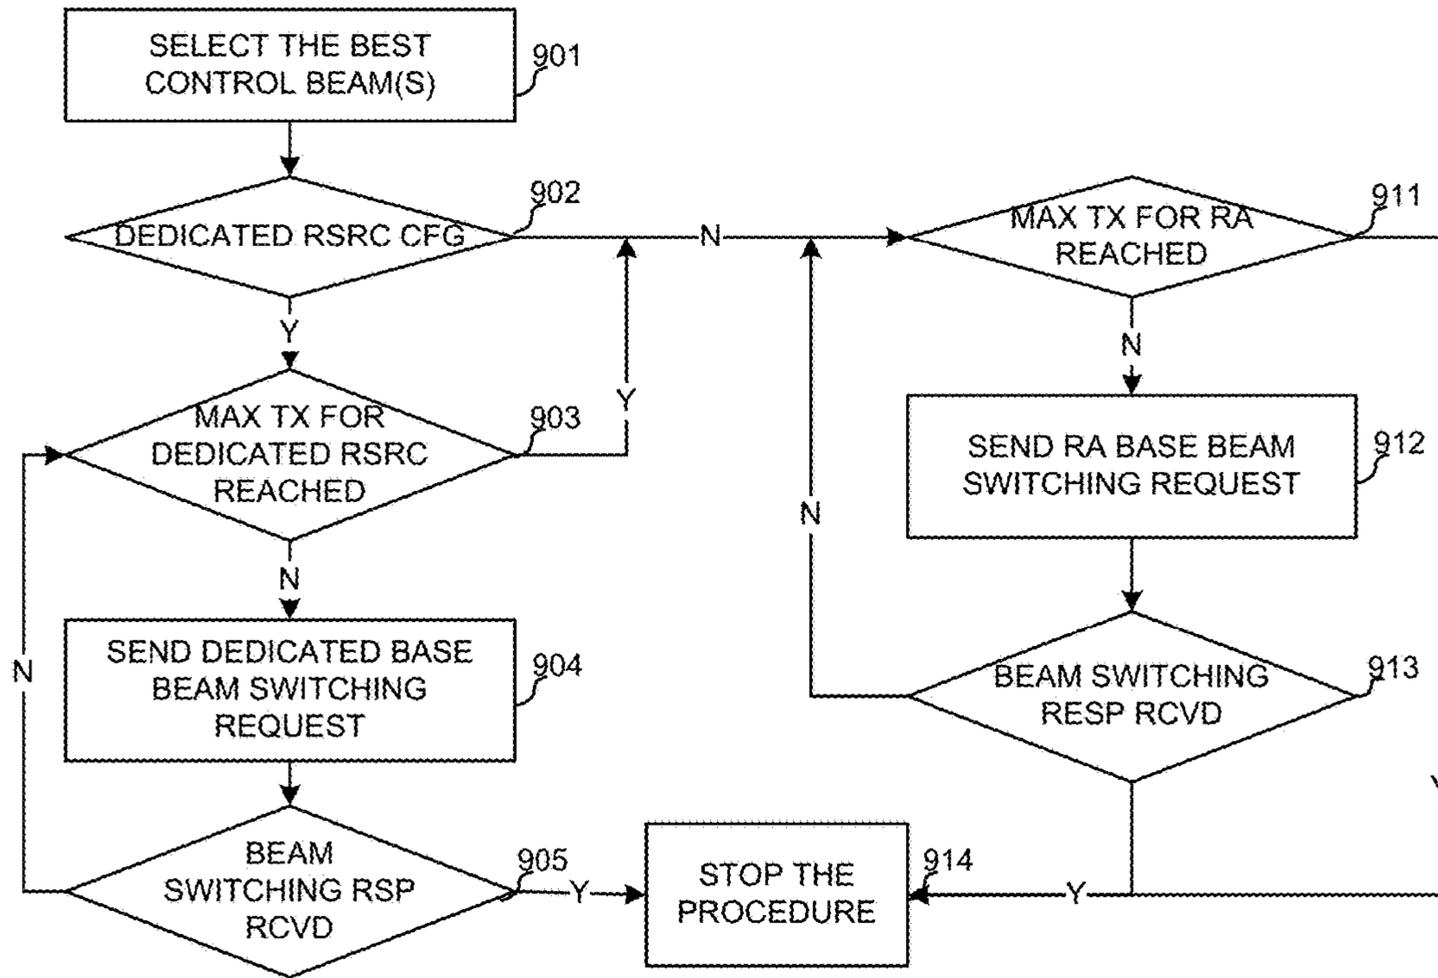 SELECT THE BEST
CONTROL BEAM(S)
901
DEDICATED RSRC CFG
902
N
Y
MAX TX FOR
DEDICATED RSRC
REACHED
903
Y
N
SEND DEDICATED BASE
BEAM SWITCHING
REQUEST
904
N
BEAM
SWITCHING RSP
RCVD
905
Y
MAX TX FOR RA
REACHED
911
N
SEND RA BASE BEAM
SWITCHING REQUEST
912
N
BEAM SWITCHING
RESP RCVD
913
Y
STOP THE
PROCEDURE
914
Y